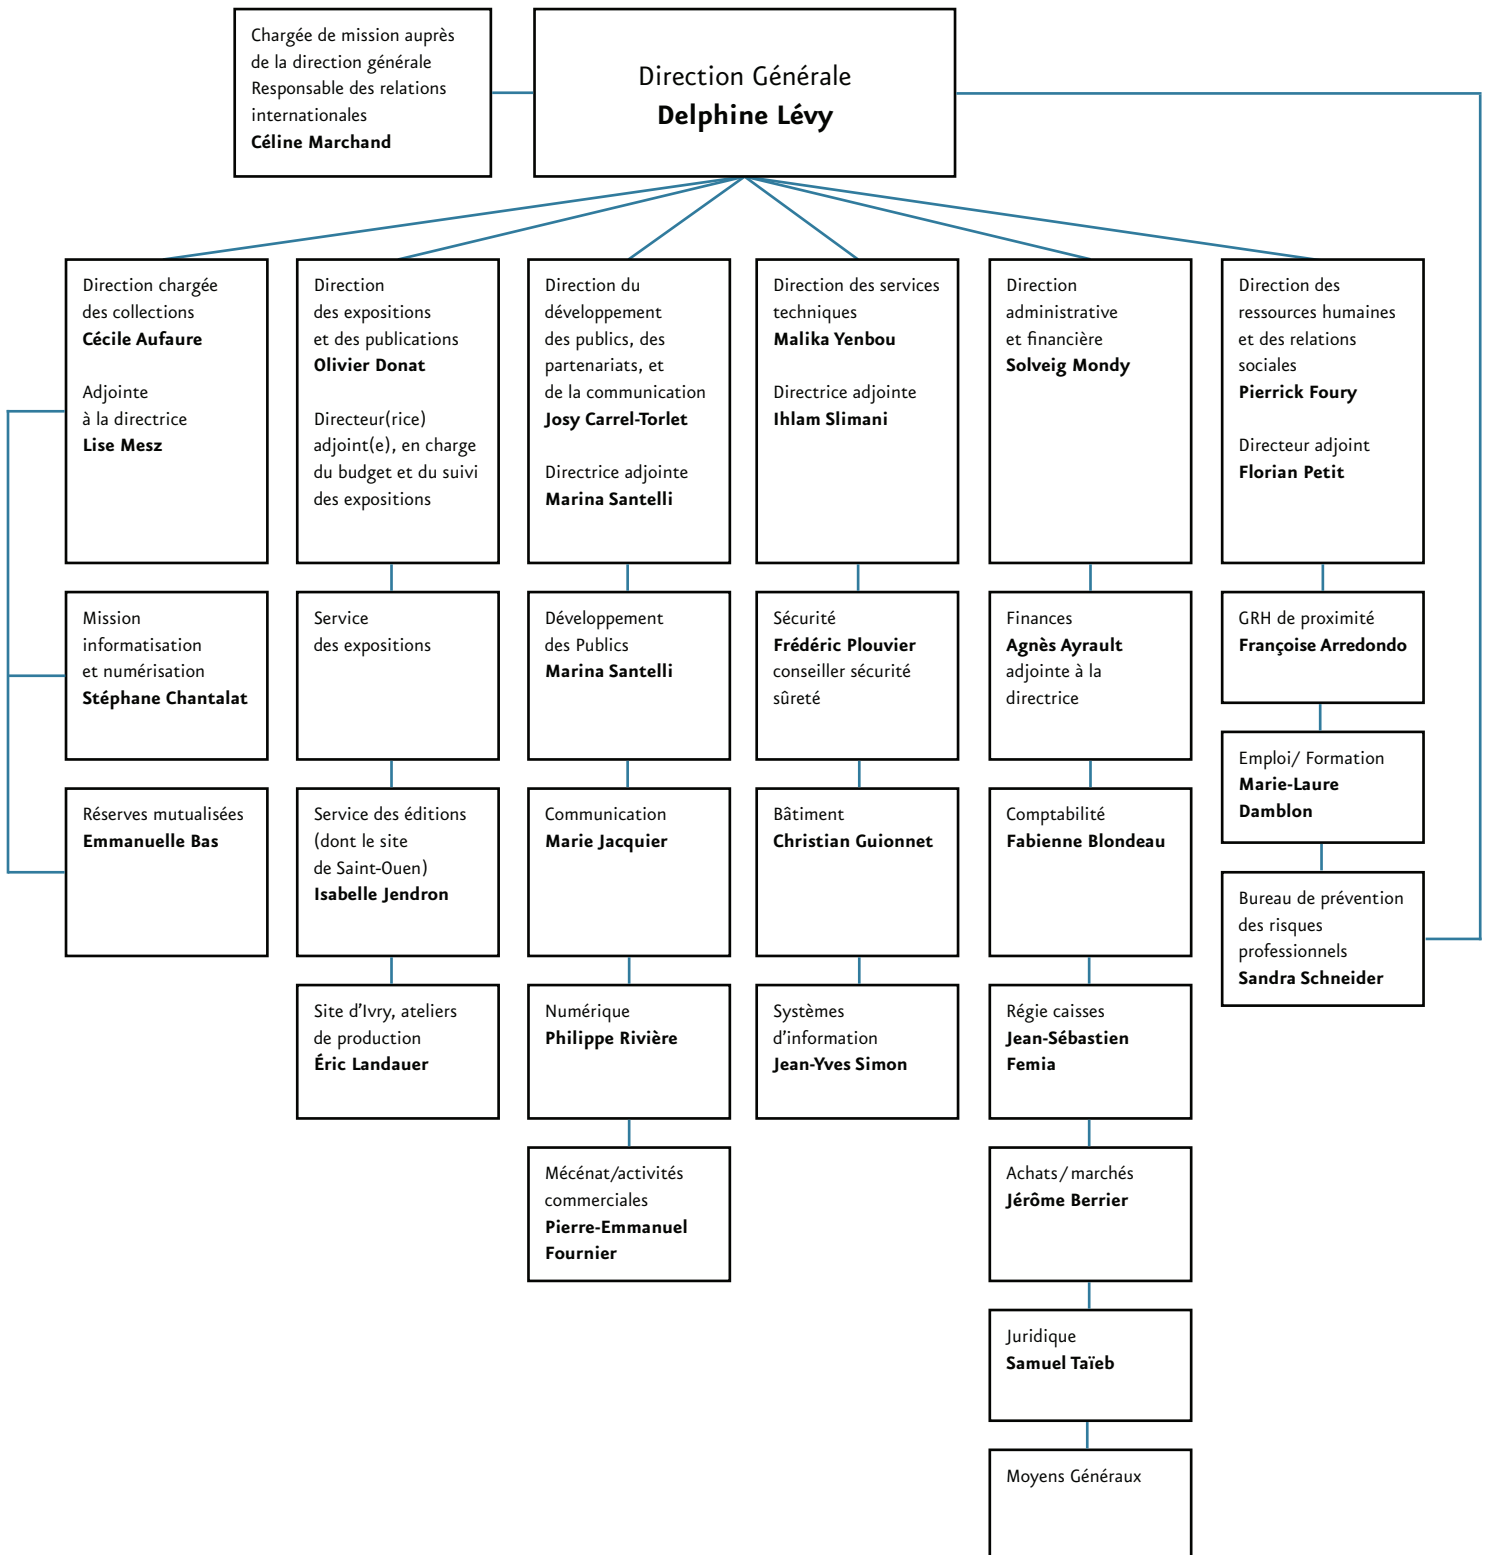 Chargée de mission auprès
de la direction générale
Responsable des relations
internationales
Céline Marchand
Direction Générale
Delphine Lévy
Direction chargée
des collections
Cécile Aufaure
Adjointe
à la directrice
Lise Mesz
Direction
des expositions
et des publications
Olivier Donat
Directeur(rice)
adjoint(e), en charge
du budget et du suivi
des expositions
Direction du
développement
des publics, des
partenariats, et
de la communication
Josy Carrel-Torlet
Directrice adjointe
Marina Santelli
Direction des services
techniques
Malika Yenbou
Directrice adjointe
Ihlam Slimani
Direction
administrative
et financière
Solveig Mondy
Direction des
ressources humaines
et des relations
sociales
Pierrick Foury
Directeur adjoint
Florian Petit
Mission
informatisation
et numérisation
Stéphane Chantalat
Service
des expositions
Développement
des Publics
Marina Santelli
Sécurité
Frédéric Plouvier
conseiller sécurité
sûreté
Finances
Agnès Ayrault
adjointe à la
directrice
GRH de proximité
Françoise Arredondo
Emploi/ Formation
Marie-Laure
Damblon
Réserves mutualisées
Emmanuelle Bas
Service des éditions
(dont le site
de Saint-Ouen)
Isabelle Jendron
Communication
Marie Jacquier
Bâtiment
Christian Guionnet
Comptabilité
Fabienne Blondeau
Bureau de prévention
des risques
professionnels
Sandra Schneider
Site d'Ivry, ateliers
de production
Éric Landauer
Numérique
Philippe Rivière
Systèmes
d'information
Jean-Yves Simon
Régie caisses
Jean-Sébastien
Femia
Mécénat/activités
commerciales
Pierre-Emmanuel
Fournier
Achats/marchés
Jérôme Berrier
Juridique
Samuel Taïeb
Moyens Généraux